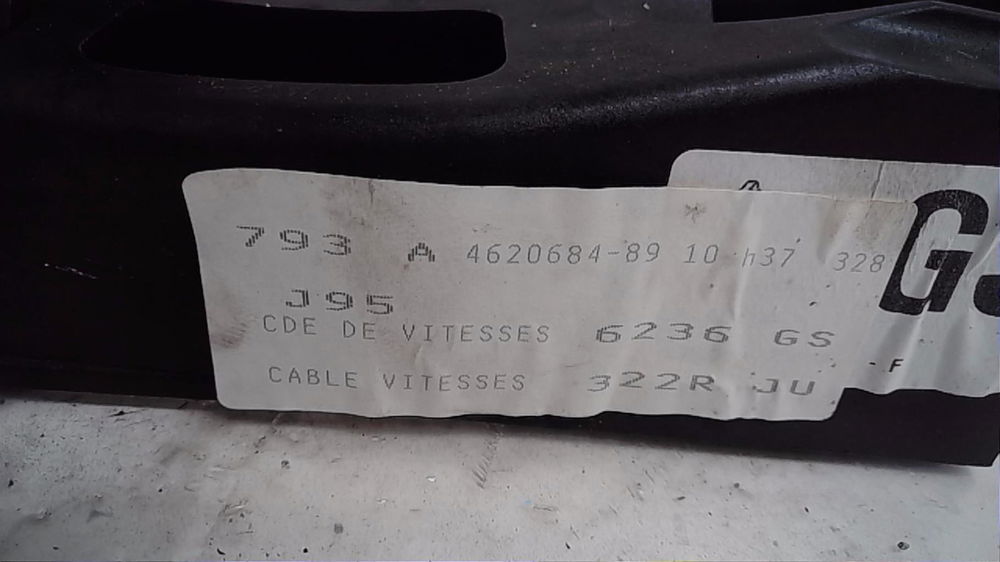 793 A 4620684-89 10 h37 328
J95
CDE DE VITESSES 6236 GS
CABLE VITESSES 322R JU
G
-F